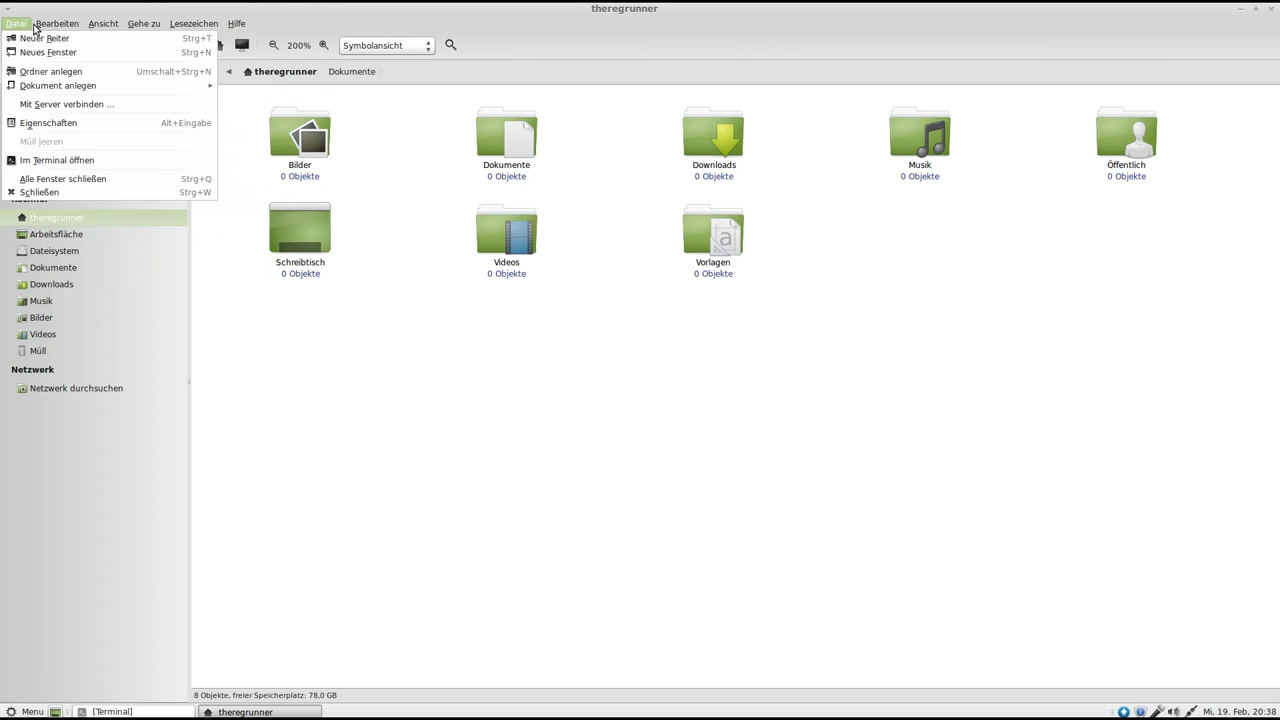 theregrunner
Datei Bearbeiten Ansicht Gehe zu Lesezeichen Hilfe
Neuer Reiter Strg+T
Neues Fenster Strg+N
Ordner anlegen Umschalt+Strg+N
Dokument anlegen
Mit Server verbinden ...
Eigenschaften Alt+Eingabe
Müll leeren
Im Terminal öffnen
Alle Fenster schließen Strg+Q
Schließen Strg+W
200% Symbolansicht
theregrunner Dokumente
theregrunner
Arbeitsfläche
Dateisystem
Dokumente
Downloads
Musik
Bilder
Videos
Müll
Netzwerk
Netzwerk durchsuchen
Bilder
0 Objekte
Dokumente
0 Objekte
Downloads
0 Objekte
Musik
0 Objekte
Öffentlich
0 Objekte
Schreibtisch
0 Objekte
Videos
0 Objekte
a
Vorlagen
0 Objekte
8 Objekte, freier Speicherplatz: 78,0 GB
Menu [Terminal] theregrunner Mi, 19. Feb, 20:38